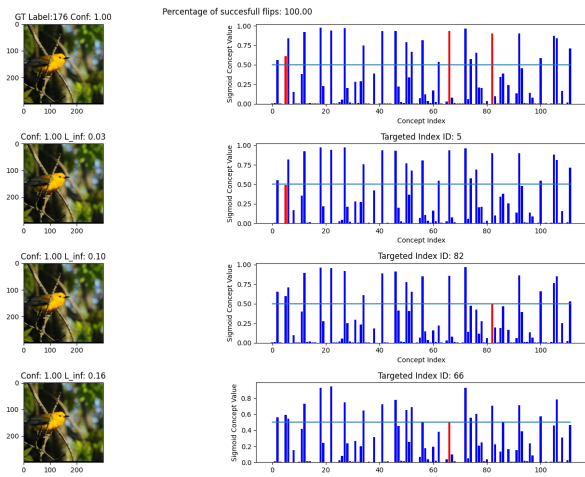 Percentage of succesfull flips: 100.00
GT Label:176 Conf: 1.00
0
100
200
0 100 200 300
Sigmoid Concept Value
1.00
0.75
0.50
0.25
0.00
0 20 40 60 80 100
Concept Index
Conf: 1.00 L_inf: 0.03
0
100
200
0 100 200 300
Targeted Index ID: 5
Sigmoid Concept Value
1.00
0.75
0.50
0.25
0.00
0 20 40 60 80 100
Concept Index
Conf: 1.00 L_inf: 0.10
0
100
200
0 100 200 300
Targeted Index ID: 82
Sigmoid Concept Value
1.00
0.75
0.50
0.25
0.00
0 20 40 60 80 100
Concept Index
Conf: 1.00 L_inf: 0.16
0
100
200
0 100 200 300
Targeted Index ID: 66
Sigmoid Concept Value
0.8
0.6
0.4
0.2
0.0
0 20 40 60 80 100